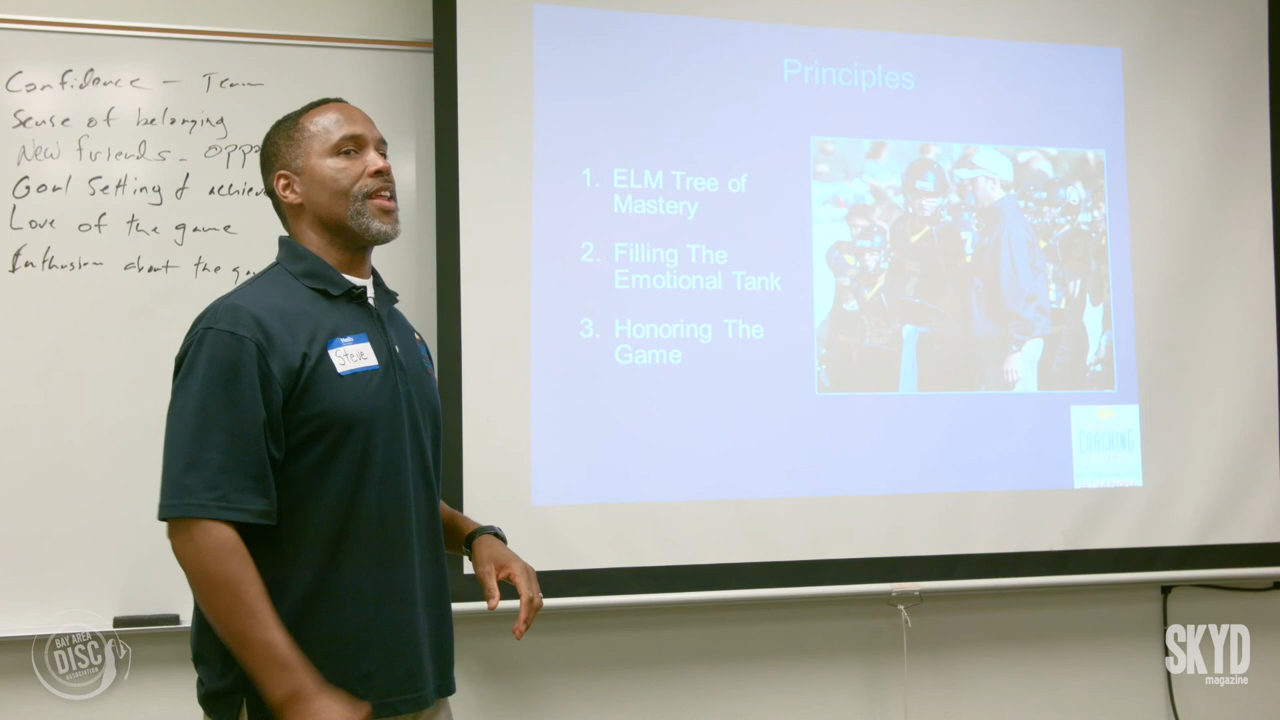 Confidence - Team
Sense of belonging
New friends - oppo
Goal Setting & achiev
Love of the game
Enthusiasm about the ga
Steve
Principles
1. ELM Tree of
Mastery
2. Filling The
Emotional Tank
3. Honoring The
Game
COACHING
BAY AREA
DISC
ASSOCIATION
SKYD
magazine